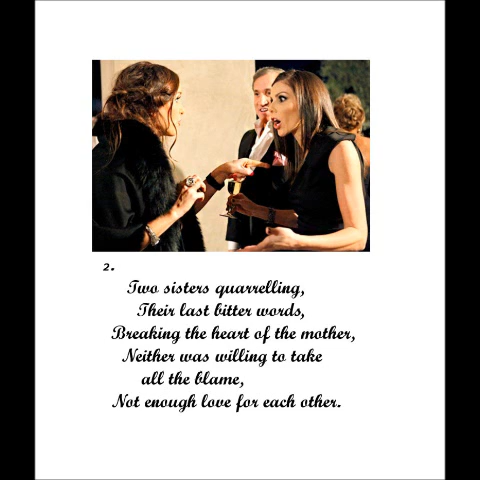 2.
Two sisters quarrelling,
Their last bitter words,
Breaking the heart of the mother,
Neither was willing to take
all the blame,
Not enough love for each other.